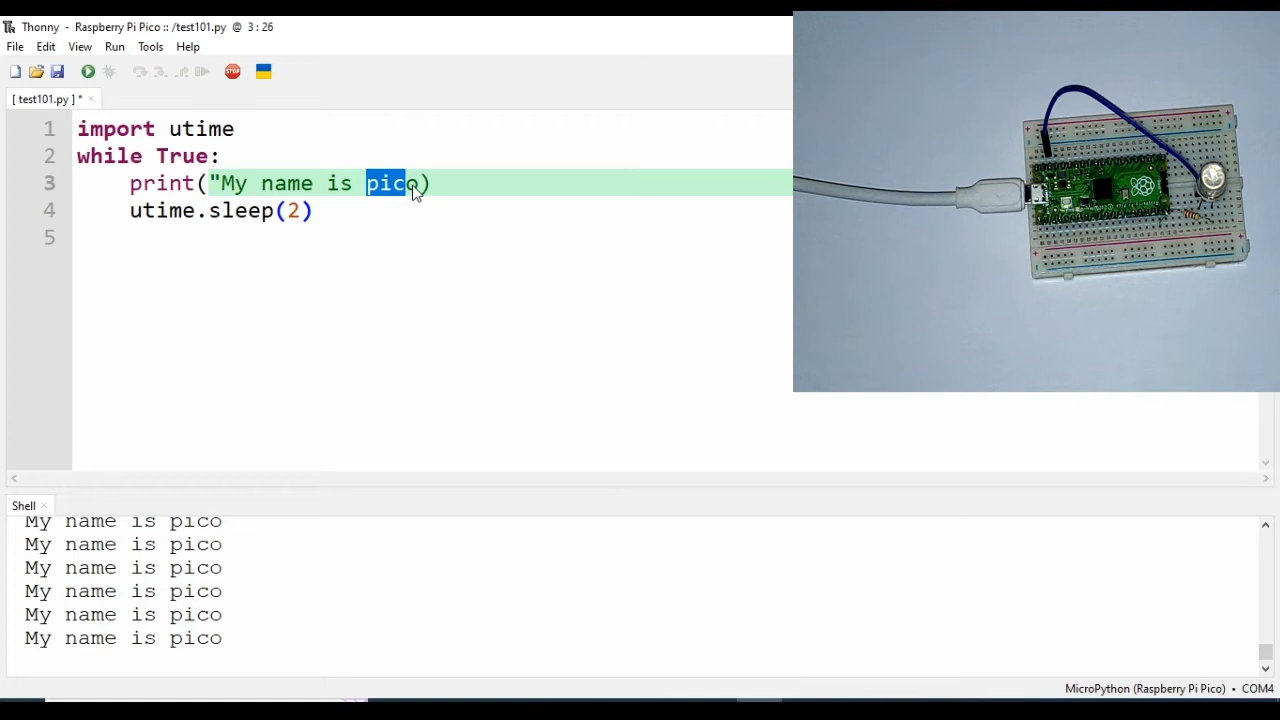 Thonny - Raspberry Pi Pico :: /test101.py @ 3 : 26
File Edit View Run Tools Help
STOP
[ test101.py ] * ×
1 import utime
2 while True:
3 print("My name is pico)
4 utime.sleep(2)
5
Shell ×
My name is pico
My name is pico
My name is pico
My name is pico
My name is pico
My name is pico
MicroPython (Raspberry Pi Pico) • COM4